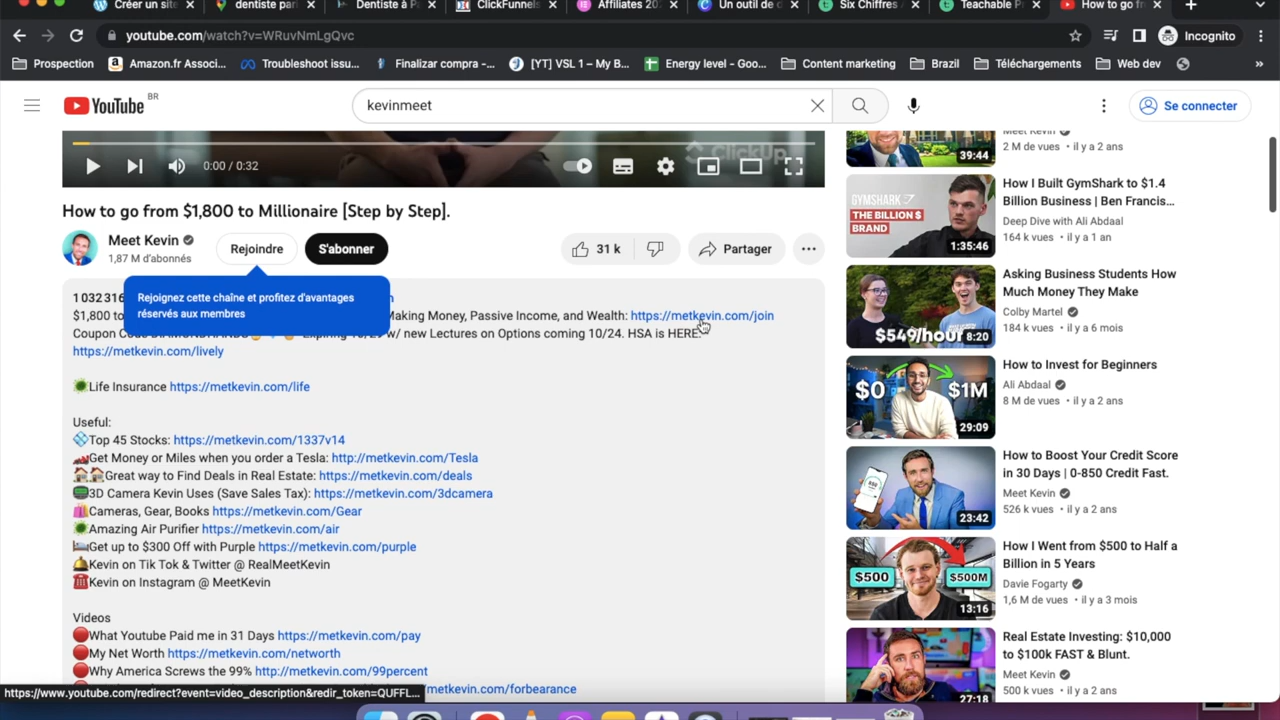 Créer un site
dentiste pari
Dentiste à P
ClickFunnels
Affiliates 202
Un outil de c
Six Chiffres /
Teachable P
How to go fr
youtube.com/watch?v=WRuvNmLgQvc
Incognito
Prospection
Amazon.fr Associ...
Troubleshoot issu...
Finalizar compra -...
[YT] VSL 1 – My B...
Energy level - Goo...
Content marketing
Brazil
Téléchargements
Web dev
YouTube BR
kevinmeet
Se connecter
ClickUp
0:00 / 0:32
How to go from $1,800 to Millionaire [Step by Step].
Meet Kevin
1,87 M d'abonnés
Rejoindre
S'abonner
31 k
Partager
Rejoignez cette chaîne et profitez d'avantages
réservés aux membres
1 032 316
$1,800 to
Making Money, Passive Income, and Wealth: https://metkevin.com/join
Coupon
w/ new Lectures on Options coming 10/24. HSA is HERE:
https://metkevin.com/lively
Life Insurance https://metkevin.com/life
Useful:
Top 45 Stocks: https://metkevin.com/1337v14
Get Money or Miles when you order a Tesla: http://metkevin.com/Tesla
Great way to Find Deals in Real Estate: https://metkevin.com/deals
3D Camera Kevin Uses (Save Sales Tax): https://metkevin.com/3dcamera
Cameras, Gear, Books https://metkevin.com/Gear
Amazing Air Purifier https://metkevin.com/air
Get up to $300 Off with Purple https://metkevin.com/purple
Kevin on Tik Tok & Twitter @ RealMeetKevin
Kevin on Instagram @ MeetKevin
Videos
What Youtube Paid me in 31 Days https://metkevin.com/pay
My Net Worth https://metkevin.com/networth
Why America Screws the 99% http://metkevin.com/99percent
metkevin.com/forbearance
https://www.youtube.com/redirect?event=video_description&redir_token=QUFFL...
Meet Kevin
2 M de vues • il y a 2 ans
39:44
GYMSHARK
THE BILLION $
BRAND
1:35:46
How I Built GymShark to $1.4
Billion in Business | Ben Francis...
Deep Dive with Ali Abdaal
164 k vues • il y a 1 an
$549/hour
8:20
Asking Business Students How
Much Money They Make
Colby Martel
184 k vues • il y a 6 mois
$0
$1M
29:09
How to Invest for Beginners
Ali Abdaal
8 M de vues • il y a 2 ans
23:42
How to Boost Your Credit Score
in 30 Days | 0-850 Credit Fast.
Meet Kevin
526 k vues • il y a 2 ans
$500
$500M
13:16
How I Went from $500 to Half a
Billion in 5 Years
Davie Fogarty
1,6 M de vues • il y a 3 mois
27:18
Real Estate Investing: $10,000
to $100k FAST & Blunt.
Meet Kevin
500 k vues • il y a 2 ans